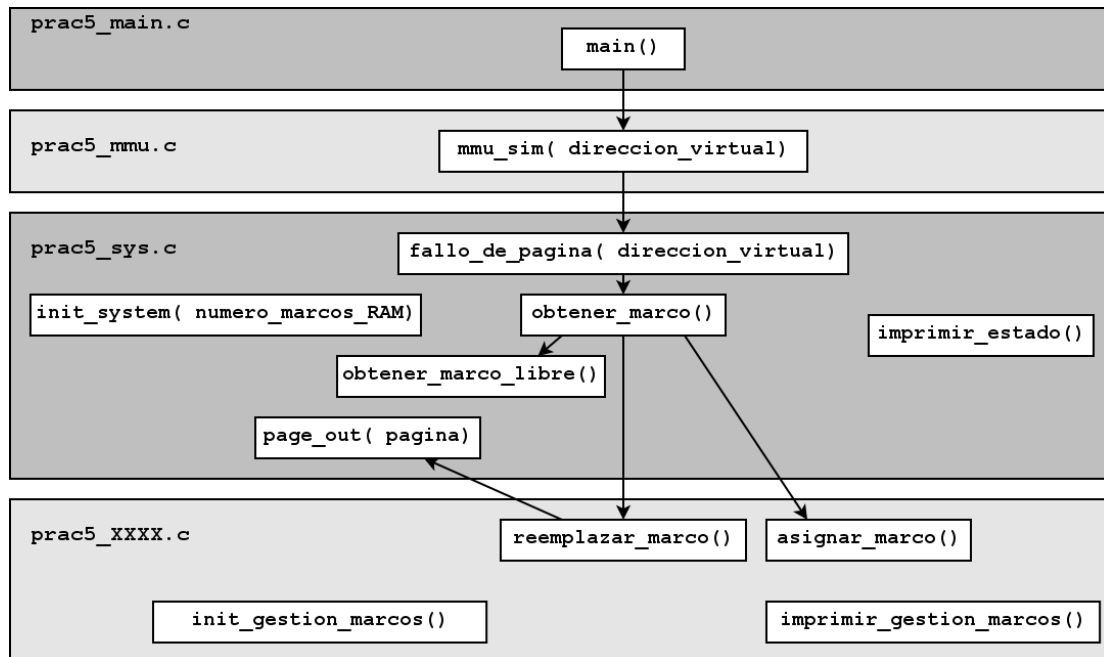 prac5_main.c
main()
prac5_mmu.c
mmu_sim( direccion_virtual)
prac5_sys.c
fallo_de_pagina( direccion_virtual)
init_system( numero_marcos_RAM)
obtener_marco()
imprimir_estado()
obtener_marco_libre()
page_out( pagina)
prac5_XXXX.c
reemplazar_marco()
asignar_marco()
init_gestion_marcos()
imprimir_gestion_marcos()